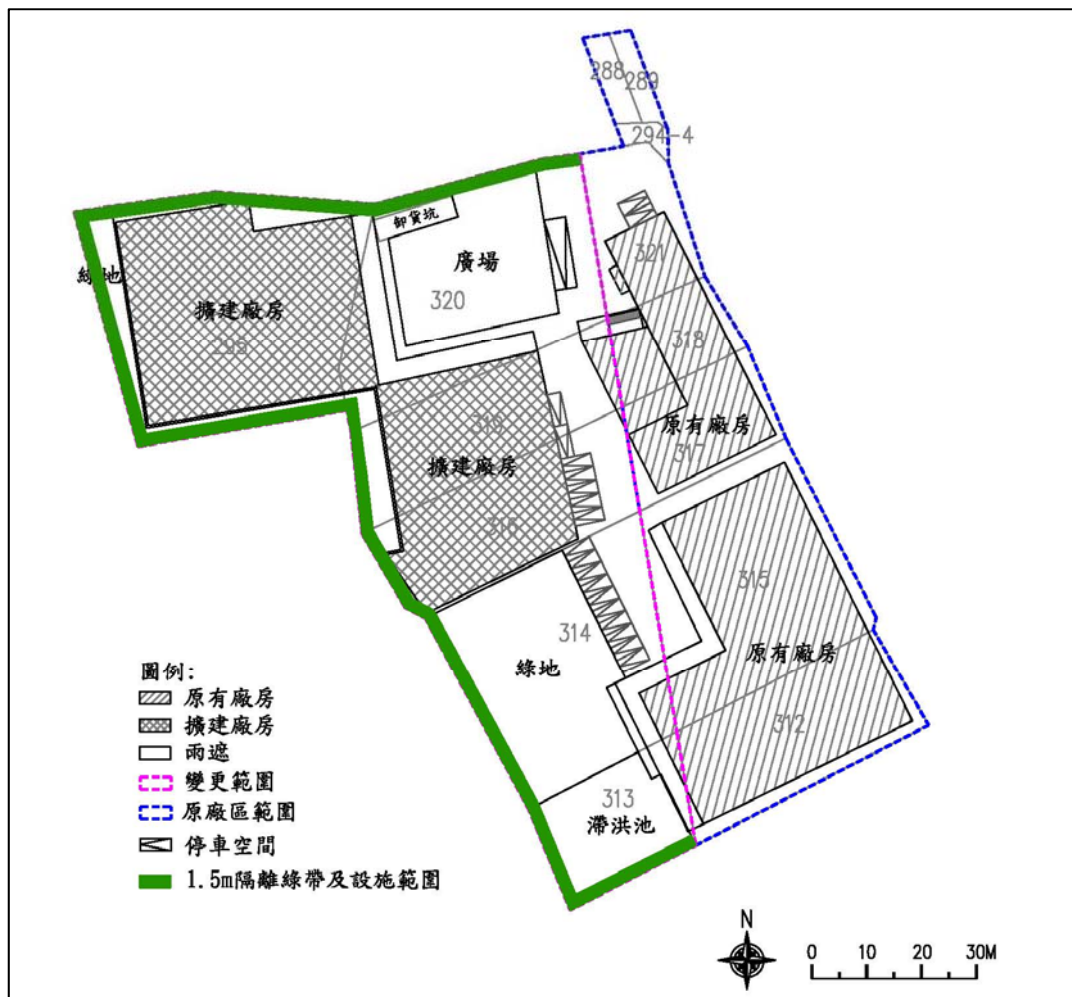 288
289
294-4
卸貨坑
321
綠地
廣場
320
擴建廠房
295
318
319
原有廠房
317
擴建廠房
316
315
314
綠地
原有廠房
312
313
滯洪池
圖例:
原有廠房
擴建廠房
雨遮
變更範圍
原廠區範圍
停車空間
1.5m隔離綠帶及設施範圍
N
0 10 20 30M